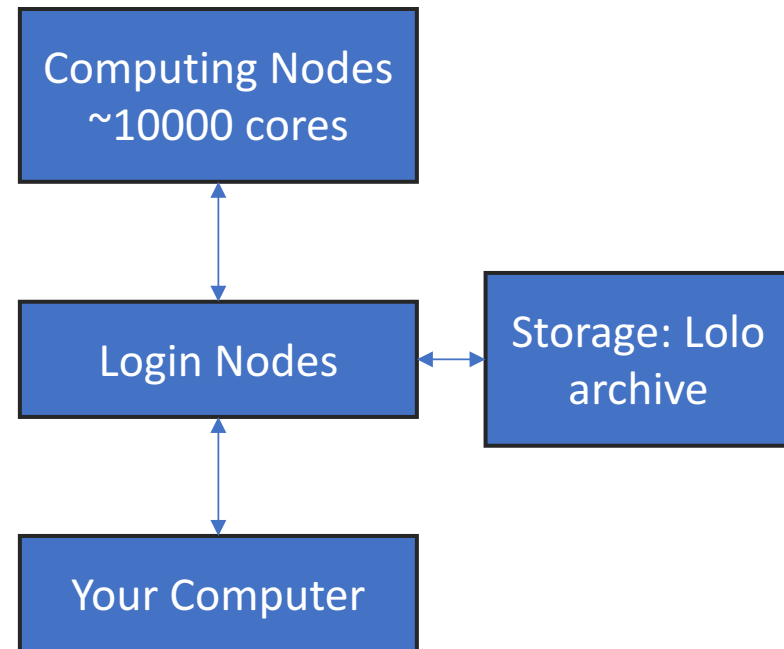 Computing Nodes
~10000 cores
Login Nodes
Storage: Lolo
archive
Your Computer